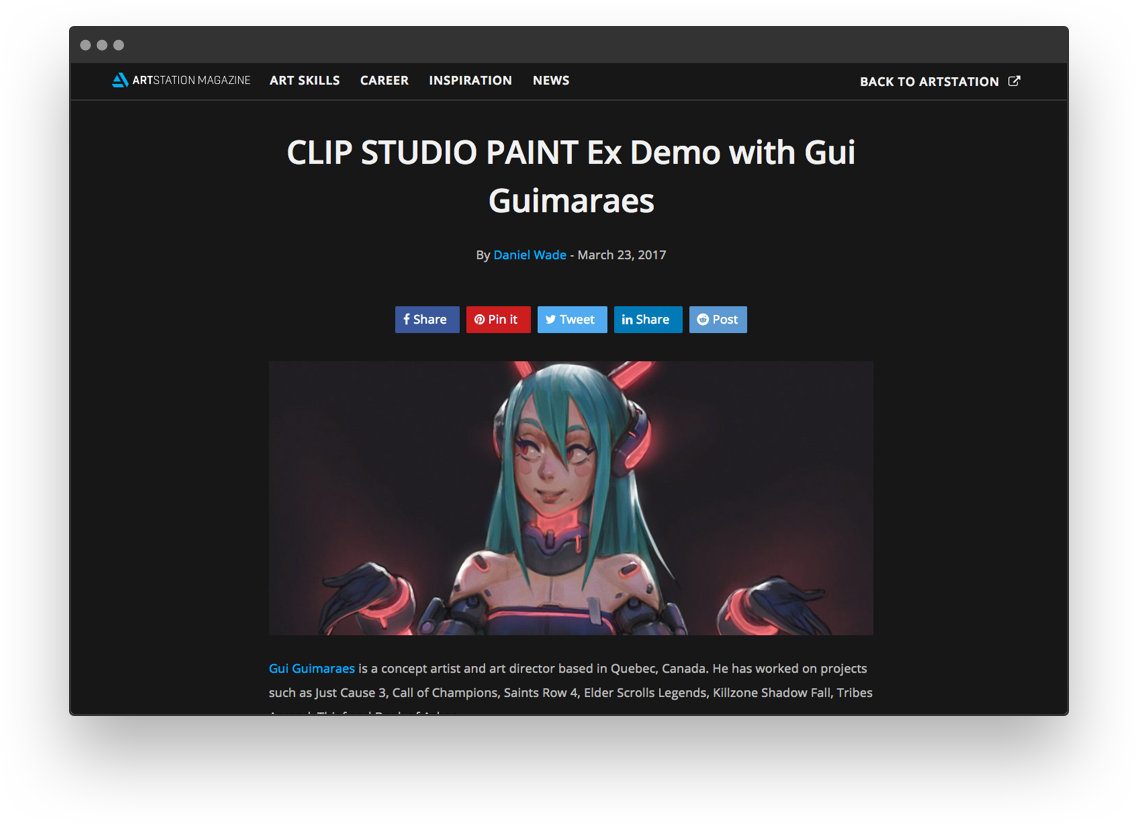 ARTSTATION MAGAZINE ART SKILLS CAREER INSPIRATION NEWS BACK TO ARTSTATION
CLIP STUDIO PAINT Ex Demo with Gui
Guimaraes
By Daniel Wade - March 23, 2017
Share Pin it Tweet in Share Post
Gui Guimaraes is a concept artist and art director based in Quebec, Canada. He has worked on projects
such as Just Cause 3, Call of Champions, Saints Row 4, Elder Scrolls Legends, Killzone Shadow Fall, Tribes